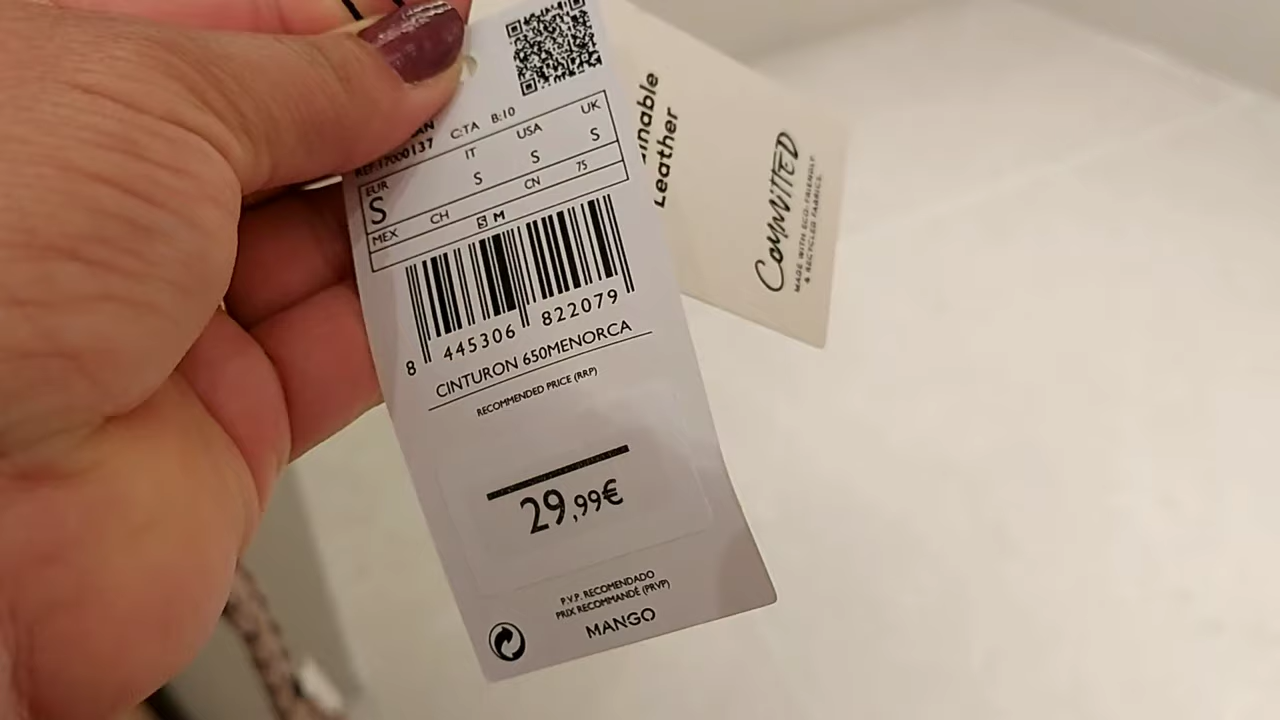 C:TA B:10
REF.17000137
EUR IT USA UK
S S S S
MEX CH CN 75
S M
8 445306 822079
CINTURON 650MENORCA
RECOMMENDED PRICE (RRP)
29,99€
P.V.P. RECOMENDADO
PRIX RECOMMANDÉ (PRVP)
MANGO
Leather
COMMITED
MADE WITH ECO-FRIENDLY
& RECYCLED FABRICS.